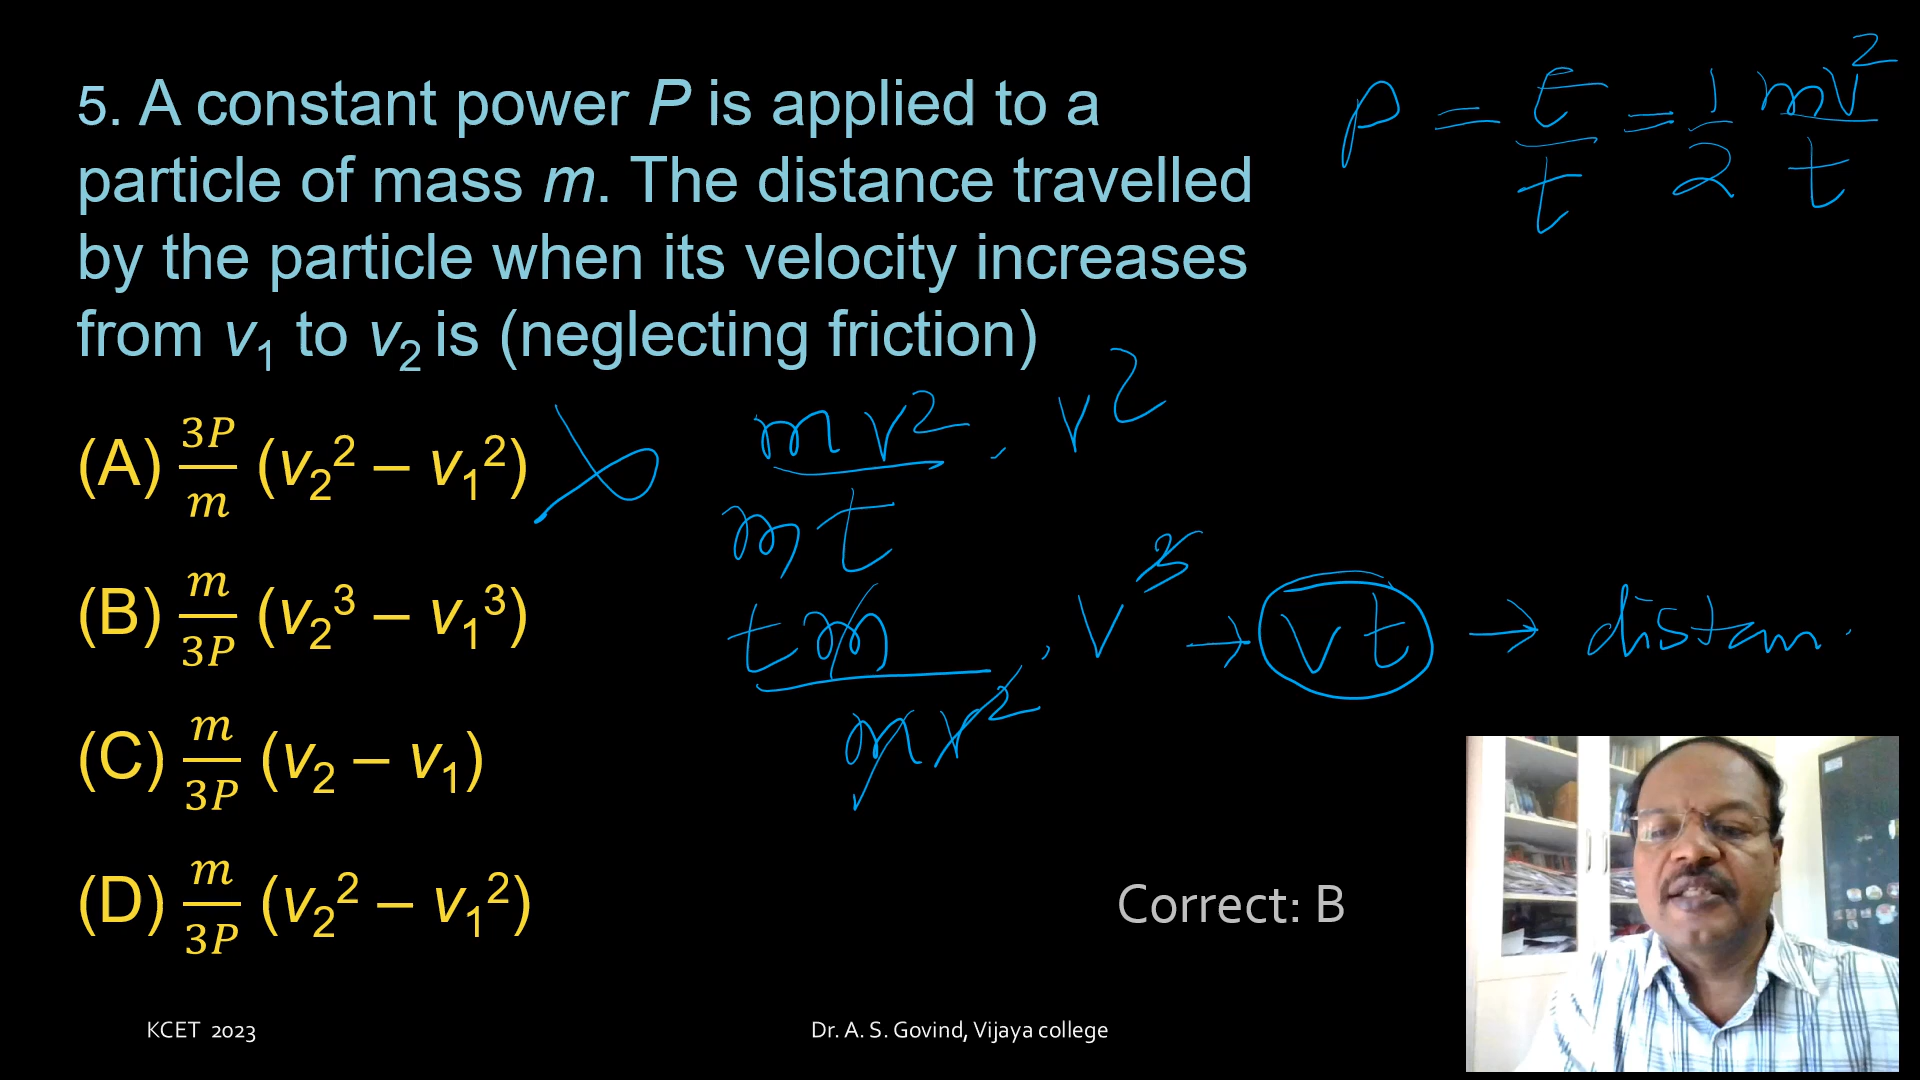 5. A constant power P is applied to a
particle of mass m. The distance travelled
by the particle when its velocity increases
from v₁ to v₂ is (neglecting friction)
P = E/t = 1/2 mv²/t
(A) 3P/m (v₂² – v₁²)
mv²/mt . v²
(B) m/3P (v₂³ – v₁³)
tm/mv² . v³ → vt → distan.
(C) m/3P (v₂ – v₁)
(D) m/3P (v₂² – v₁²)
Correct: B
KCET 2023
Dr. A. S. Govind, Vijaya college